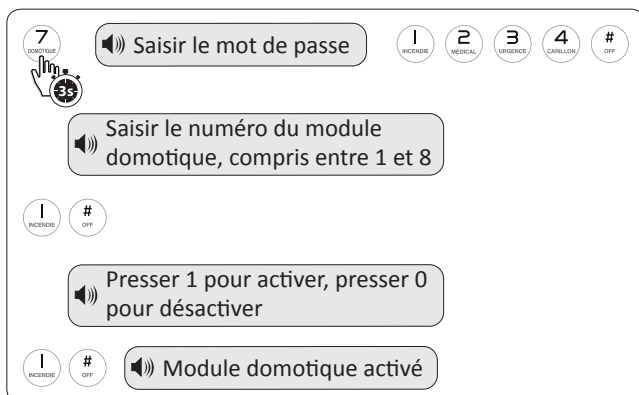 7 DOMOTIQUE Saisir le mot de passe 1 INCENDIE 2 MÉDICAL 3 URGENCE 4 CARILLON # OFF
3s
Saisir le numéro du module
domotique, compris entre 1 et 8
1 INCENDIE # OFF
Presser 1 pour activer, presser 0
pour désactiver
1 INCENDIE # OFF Module domotique activé